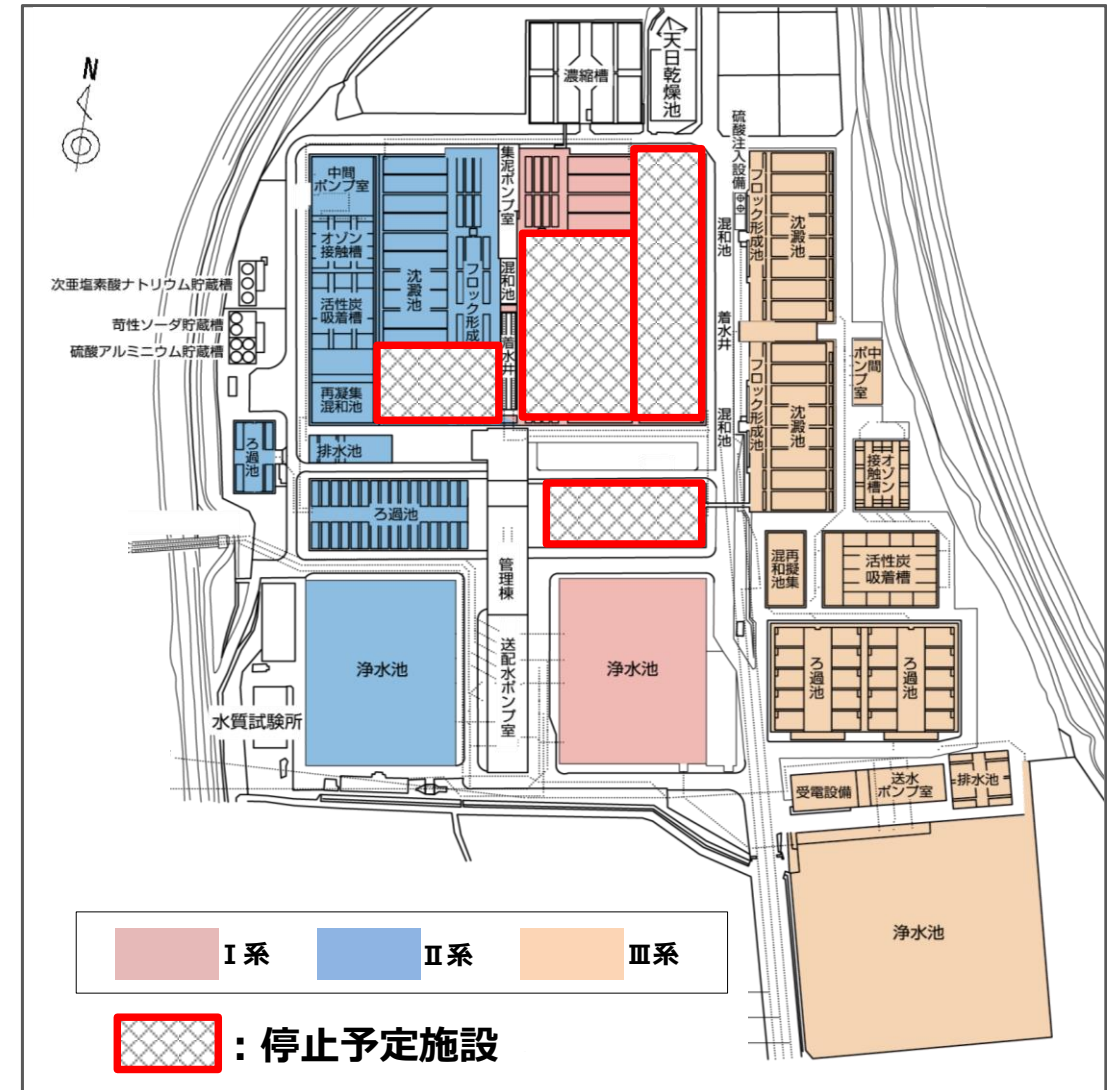 N
濃縮槽
天日乾燥池
硫酸注入設備
中間
ポンプ室
集泥ポンプ室
フロック形成池
沈澱池
混和池
オゾン
接触槽
沈澱池
フロック形成
混和池
次亜塩素酸ナトリウム貯蔵槽
活性炭
吸着槽
着水井
着水井
苛性ソーダ貯蔵槽
硫酸アルミニウム貯蔵槽
中間
ポンプ室
再凝集
混和池
フロック形成池
沈澱池
混和池
ろ過池
排水池
オゾン
接触槽
ろ過池
管理棟
再凝集
混和池
活性炭
吸着槽
浄水池
送配水ポンプ室
浄水池
ろ過池
ろ過池
水質試験所
受電設備
送水
ポンプ室
排水池
浄水池
Ⅰ系
Ⅱ系
Ⅲ系
：停止予定施設